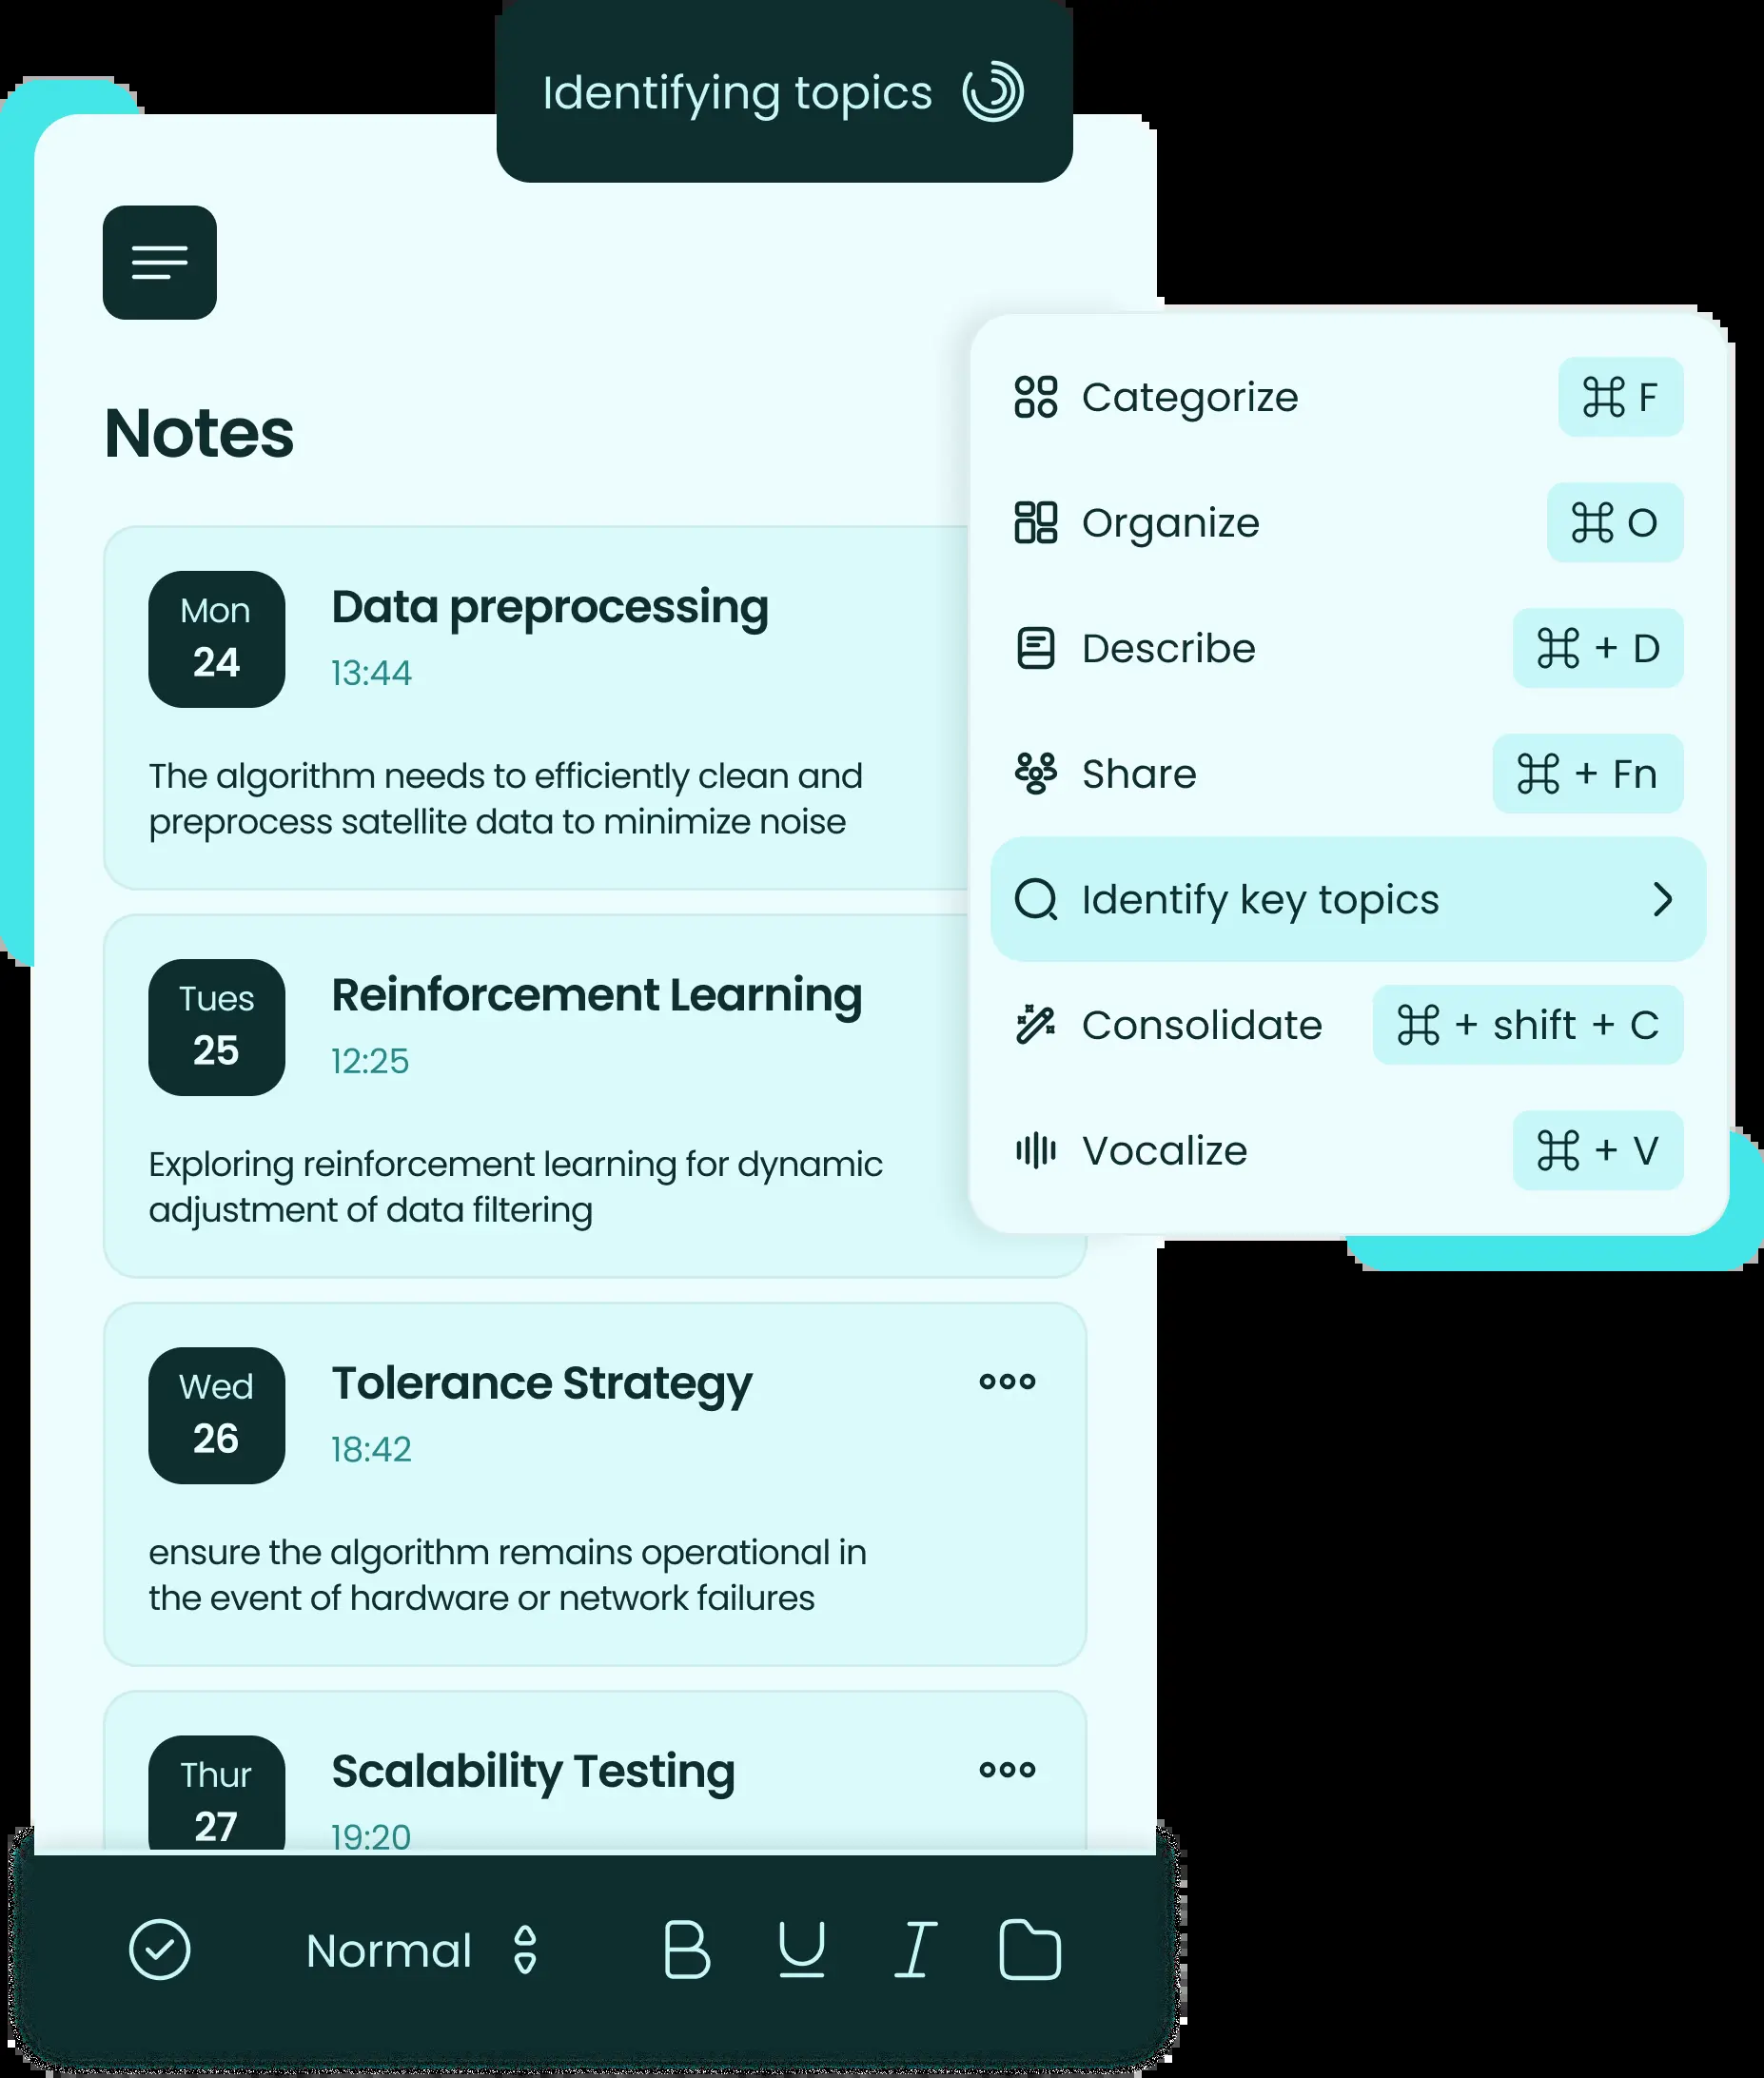 Identifying topics
Notes
Mon
24
Data preprocessing
13:44
The algorithm needs to efficiently clean and
preprocess satellite data to minimize noise
Tues
25
Reinforcement Learning
12:25
Exploring reinforcement learning for dynamic
adjustment of data filtering
Wed
26
Tolerance Strategy
18:42
ensure the algorithm remains operational in
the event of hardware or network failures
Thur
27
Scalability Testing
19:20
Categorize ⌘ F
Organize ⌘ O
Describe ⌘ + D
Share ⌘ + Fn
Identify key topics
Consolidate ⌘ + shift + C
Vocalize ⌘ + V
Normal B U I